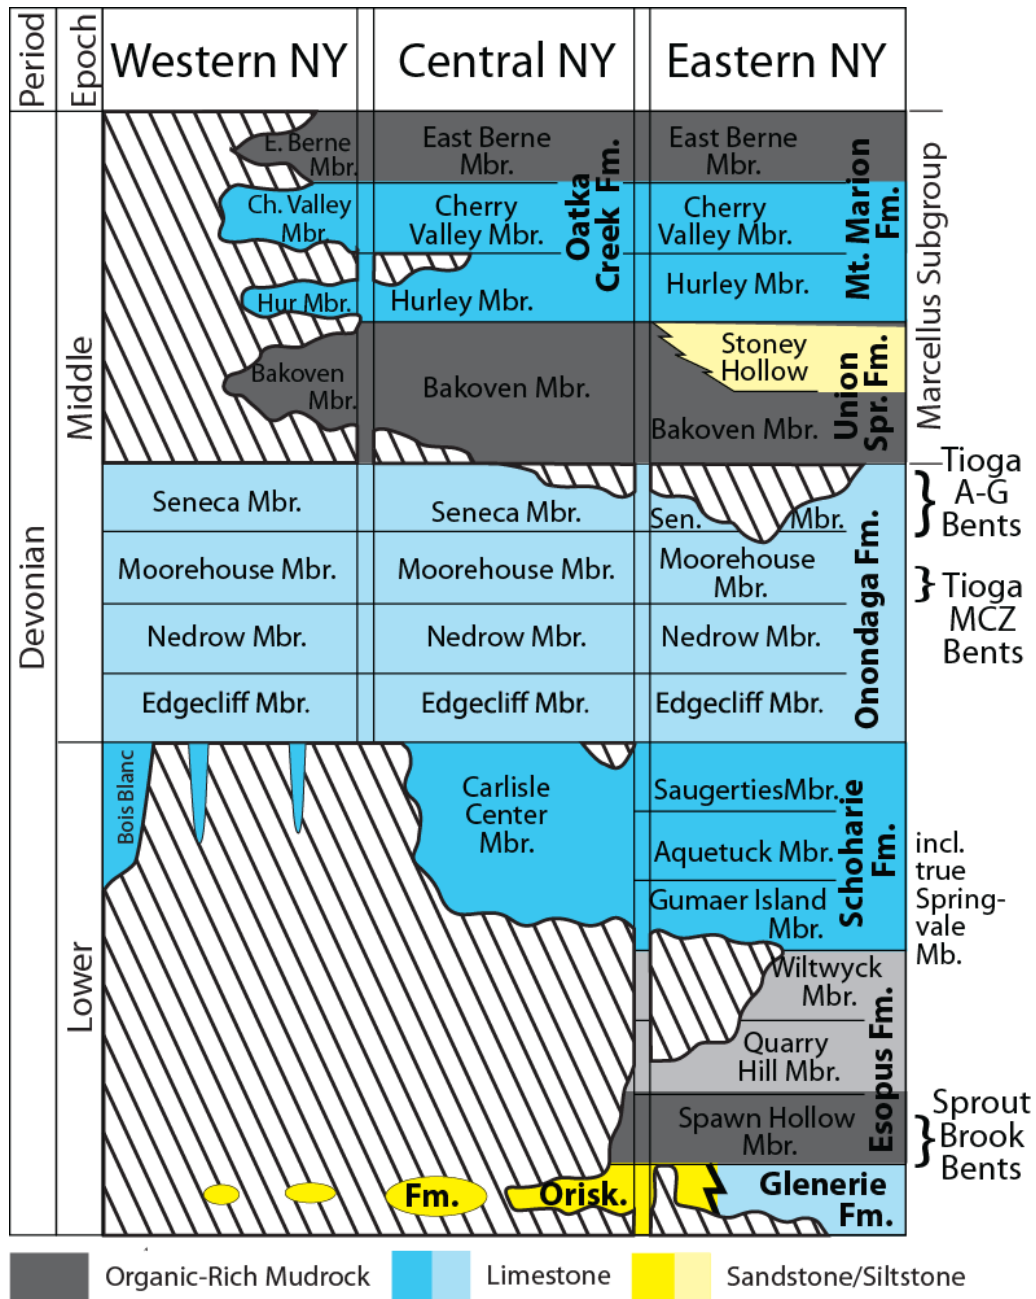 Period
Epoch
Western NY
Central NY
Eastern NY
Devonian
Middle
Lower
E. Berne
Mbr.
East Berne
Mbr.
East Berne
Mbr.
Ch. Valley
Mbr.
Cherry
Valley Mbr.
Cherry
Valley Mbr.
Hur Mbr.
Hurley Mbr.
Hurley Mbr.
Oatka
Creek Fm.
Mt. Marion
Fm.
Marcellus Subgroup
Stoney
Hollow
Bakoven
Mbr.
Bakoven Mbr.
Bakoven Mbr.
Union
Spr. Fm.
Seneca Mbr.
Seneca Mbr.
Sen. Mbr.
Tioga
A-G
Bents
Moorehouse Mbr.
Moorehouse Mbr.
Moorehouse
Mbr.
Tioga
MCZ
Bents
Nedrow Mbr.
Nedrow Mbr.
Nedrow Mbr.
Edgecliff Mbr.
Edgecliff Mbr.
Edgecliff Mbr.
Onondaga Fm.
Bois Blanc
Carlisle
Center
Mbr.
SaugertiesMbr.
Aquetuck Mbr.
Gumaer Island
Mbr.
Schoharie
Fm.
incl.
true
Spring-
vale
Mb.
Wiltwyck
Mbr.
Quarry
Hill Mbr.
Spawn Hollow
Mbr.
Esopus Fm.
Sprout
Brook
Bents
Fm.
Orisk.
Glenerie
Fm.
Organic-Rich Mudrock
Limestone
Sandstone/Siltstone